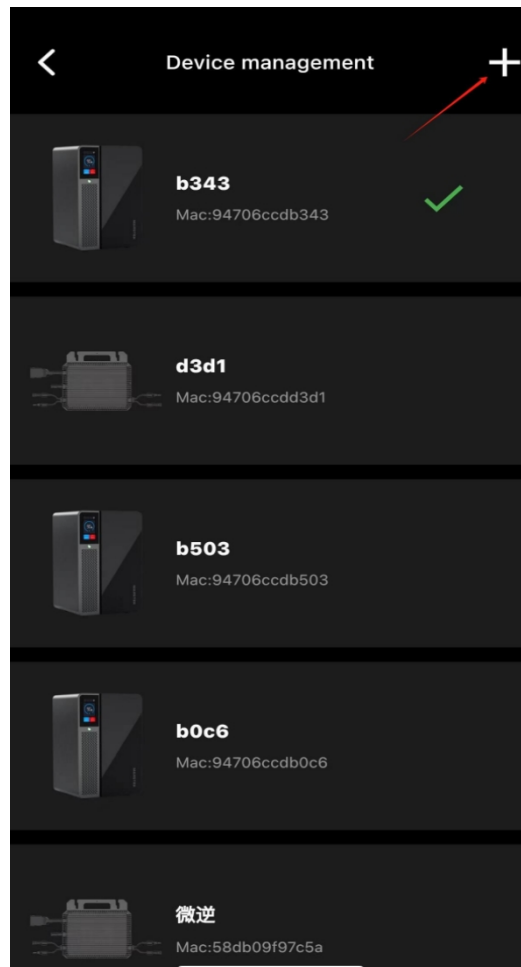 Device management
b343
Mac:94706ccdb343
d3d1
Mac:94706ccdd3d1
b503
Mac:94706ccdb503
b0c6
Mac:94706ccdb0c6
微逆
Mac:58db09f97c5a